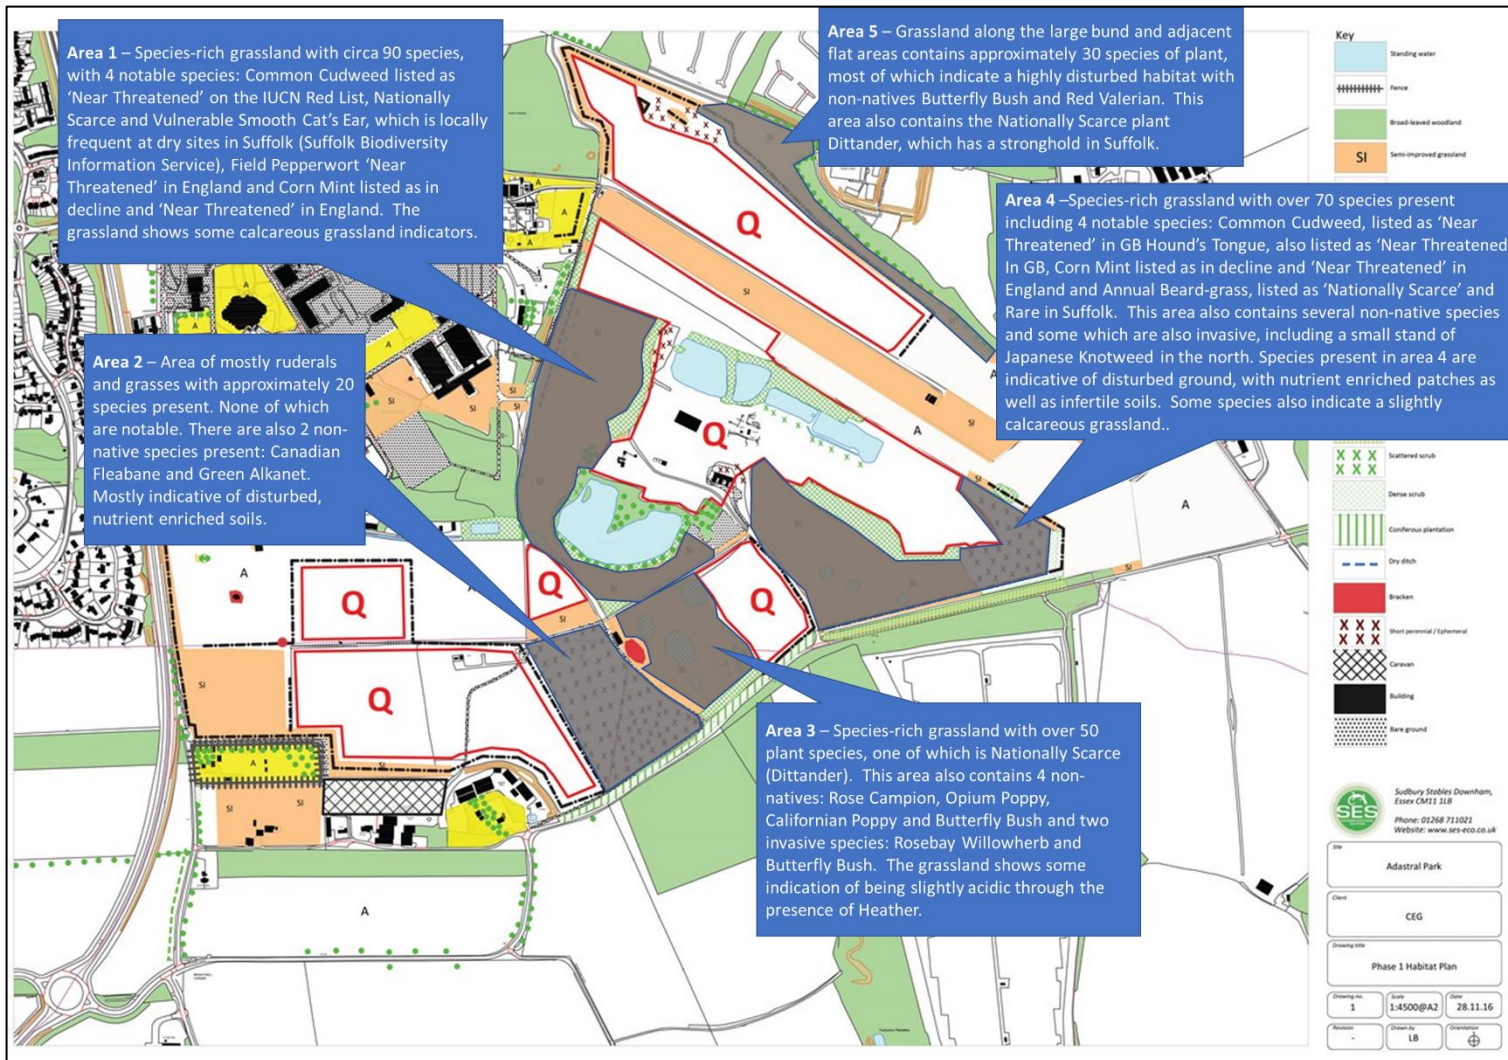 Area 1 – Species-rich grassland with circa 90 species,
with 4 notable species: Common Cudweed listed as
‘Near Threatened’ on the IUCN Red List, Nationally
Scarce and Vulnerable Smooth Cat’s Ear, which is locally
frequent at dry sites in Suffolk (Suffolk Biodiversity
Information Service), Field Pepperwort ‘Near
Threatened’ in England and Corn Mint listed as in
decline and ‘Near Threatened’ in England. The
grassland shows some calcareous grassland indicators.
Area 5 – Grassland along the large bund and adjacent
flat areas contains approximately 30 species of plant,
most of which indicate a highly disturbed habitat with
non-natives Butterfly Bush and Red Valerian. This
area also contains the Nationally Scarce plant
Dittander, which has a stronghold in Suffolk.
Area 4 –Species-rich grassland with over 70 species present
including 4 notable species: Common Cudweed, listed as ‘Near
Threatened’ in GB Hound’s Tongue, also listed as ‘Near Threatened
In GB, Corn Mint listed as in decline and ‘Near Threatened’ in
England and Annual Beard-grass, listed as ‘Nationally Scarce’ and
Rare in Suffolk. This area also contains several non-native species
and some which are also invasive, including a small stand of
Japanese Knotweed in the north. Species present in area 4 are
indicative of disturbed ground, with nutrient enriched patches as
well as infertile soils. Some species also indicate a slightly
calcareous grassland..
Area 2 – Area of mostly ruderals
and grasses with approximately 20
species present. None of which
are notable. There are also 2 non-
native species present: Canadian
Fleabane and Green Alkanet.
Mostly indicative of disturbed,
nutrient enriched soils.
Area 3 – Species-rich grassland with over 50
plant species, one of which is Nationally Scarce
(Dittander). This area also contains 4 non-
natives: Rose Campion, Opium Poppy,
Californian Poppy and Butterfly Bush and two
invasive species: Rosebay Willowherb and
Butterfly Bush. The grassland shows some
indication of being slightly acidic through the
presence of Heather.
Q
Q
Q
Q
Q
Q
A
A
A
A
A
A
A
A
A
A
SI
SI
SI
SI
SI
SI
SI
SI
SI
Key
Standing water
Fence
Broad-leaved woodland
SI Semi-improved grassland
Scattered scrub
Dense scrub
Coniferous plantation
Dry ditch
Bracken
Short perennial / Ephemeral
Caravan
Building
Bare ground
SES
Sudbury Stables Downham,
Essex CM11 1LB
Phone: 01268 711021
Website: www.ses-eco.co.uk
Site
Adastral Park
Client
CEG
Drawing title
Phase 1 Habitat Plan
Drawing no.
1
Scale
1:4500@A2
Date
28.11.16
Revision
-
Drawn by
LB
Orientation